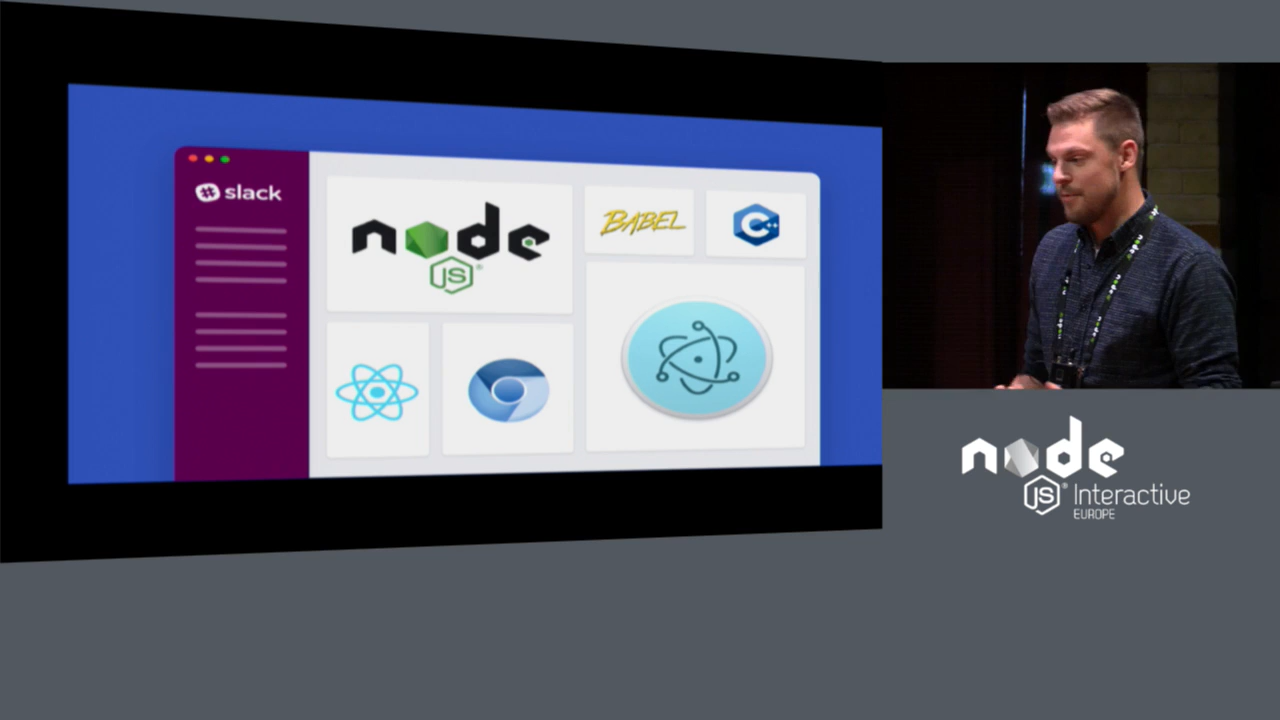 slack
node
JS
BABEL
C++
node
JS Interactive
EUROPE